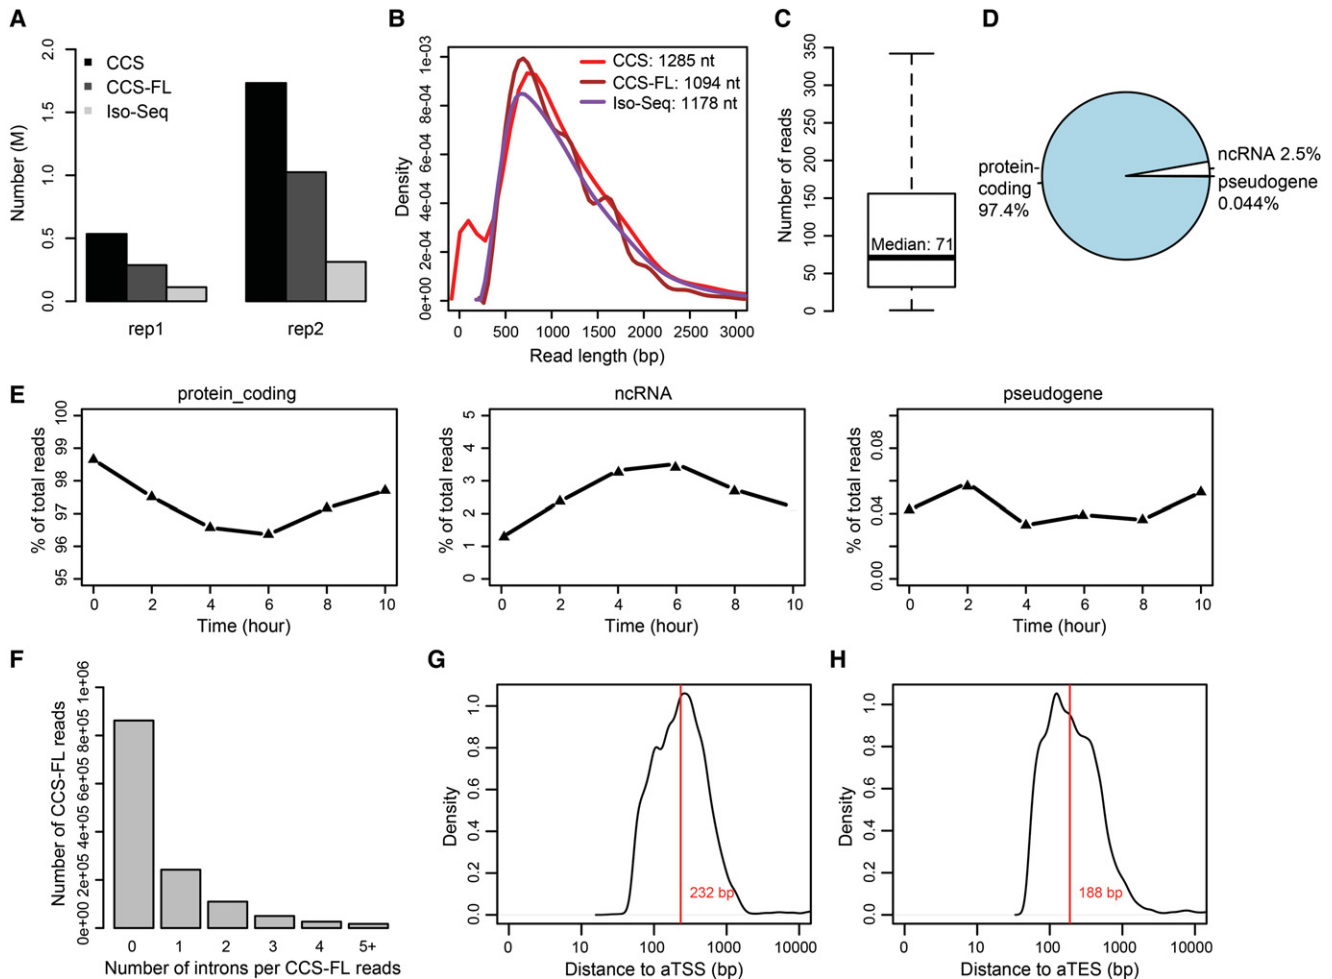 A
2.0
1.5
1.0
0.5
0.0
Number (M)
CCS
CCS-FL
Iso-Seq
rep1
rep2
B
1e-03
8e-04
6e-04
4e-04
2e-04
0e+00
Density
CCS: 1285 nt
CCS-FL: 1094 nt
Iso-Seq: 1178 nt
0 500 1000 1500 2000 2500 3000
Read length (bp)
C
350
300
250
200
150
100
50
0
Number of reads
Median: 71
D
protein-
coding
97.4%
ncRNA 2.5%
pseudogene
0.044%
E
protein_coding
100
99
98
97
96
95
% of total reads
0 2 4 6 8 10
Time (hour)
ncRNA
5
4
3
2
1
0
% of total reads
0 2 4 6 8 10
Time (hour)
pseudogene
0.08
0.04
0.00
% of total reads
0 2 4 6 8 10
Time (hour)
F
Number of CCS-FL reads
0e+00 2e+05 4e+05 6e+05 8e+05 1e+06
0 1 2 3 4 5+
Number of introns per CCS-FL reads
G
1.0
0.8
0.6
0.4
0.2
0.0
Density
232 bp
0 10 100 1000 10000
Distance to aTSS (bp)
H
1.0
0.8
0.6
0.4
0.2
0.0
Density
188 bp
0 10 100 1000 10000
Distance to aTES (bp)